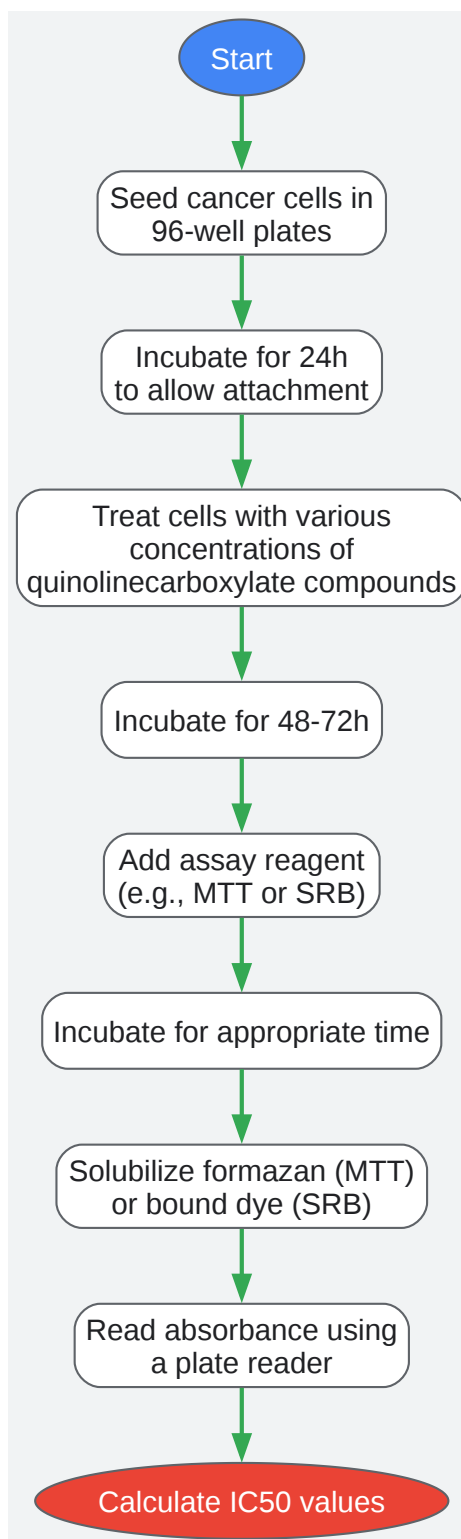 Start
Seed cancer cells in
96-well plates
Incubate for 24h
to allow attachment
Treat cells with various
concentrations of
quinolinecarboxylate compounds
Incubate for 48-72h
Add assay reagent
(e.g., MTT or SRB)
Incubate for appropriate time
Solubilize formazan (MTT)
or bound dye (SRB)
Read absorbance using
a plate reader
Calculate IC50 values